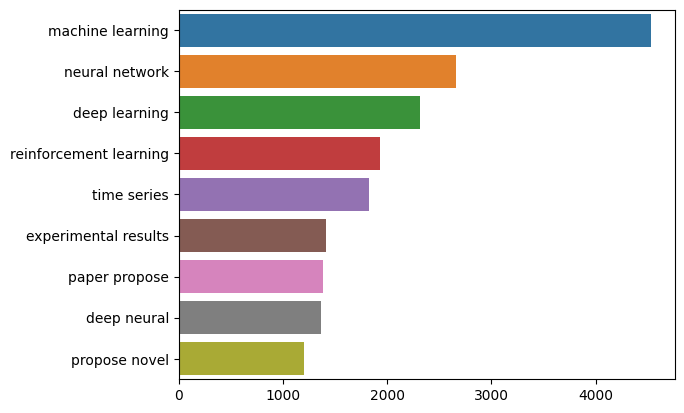 machine learning
neural network
deep learning
reinforcement learning
time series
experimental results
paper propose
deep neural
propose novel
0 1000 2000 3000 4000